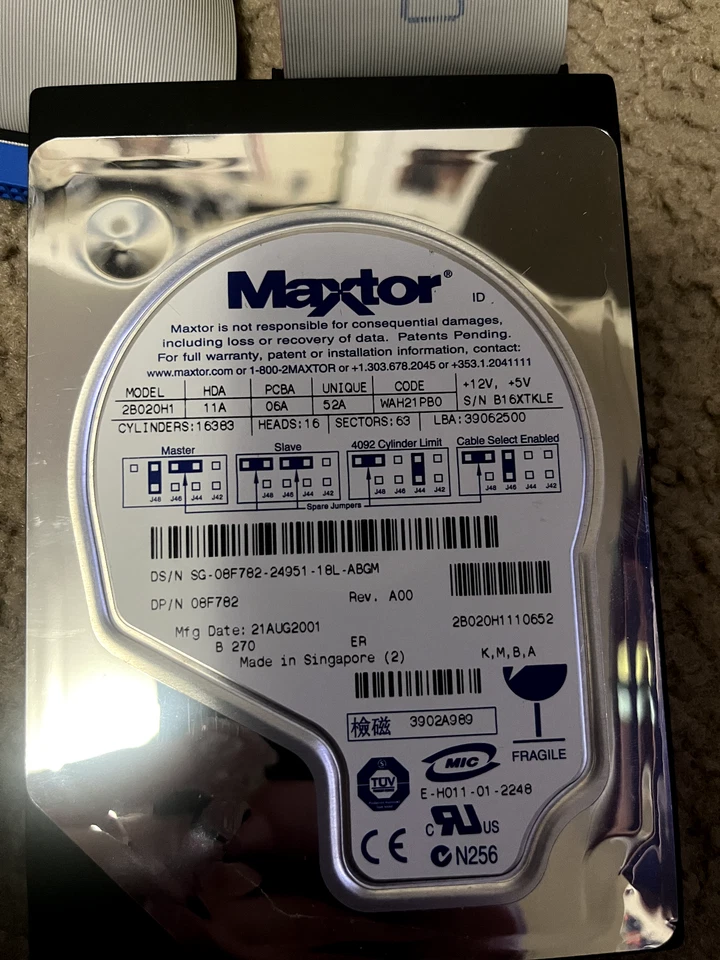 Maxtor®
ID
Maxtor is not responsible for consequential damages,
including loss or recovery of data. Patents Pending.
For full warranty, patent or installation information, contact:
www.maxtor.com or 1-800-2MAXTOR or +1.303.678.2045 or +353.1.2041111
MODEL HDA PCBA UNIQUE CODE +12V, +5V
2B020H1 11A 06A 52A WAH21PB0 S/N B16XTKLE
CYLINDERS:16383 HEADS:16 SECTORS:63 LBA:39062500
Master Slave 4092 Cylinder Limit Cable Select Enabled
J48 J46 J44 J42 J48 J46 J44 J42 J48 J46 J44 J42 J48 J46 J44 J42
Spare Jumpers
DS/N SG-08F782-24951-18L-ABGM
DP/N 08F782 Rev. A00
2B020H1110652
Mfg Date: 21AUG2001
B 270 ER
Made in Singapore (2) K,M,B,A
檢磁 3902A989
FRAGILE
TÜV MIC
E-H011-01-2248
C RU US
CE N256